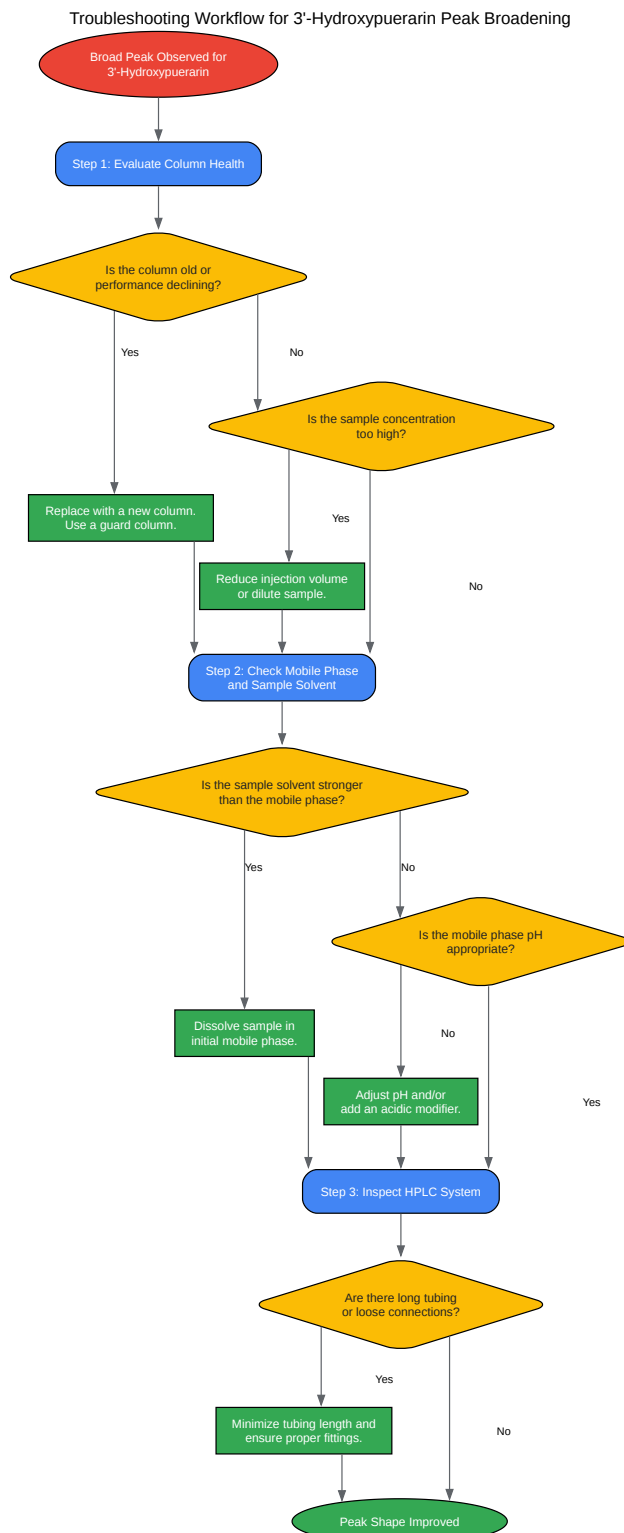 Troubleshooting Workflow for 3'-Hydroxypuerarin Peak Broadening
Broad Peak Observed for
3'-Hydroxypuerarin
Step 1: Evaluate Column Health
Is the column old or
performance declining?
Yes
No
Is the sample concentration
too high?
Replace with a new column.
Use a guard column.
Yes
Reduce injection volume
or dilute sample.
No
Step 2: Check Mobile Phase
and Sample Solvent
Is the sample solvent stronger
than the mobile phase?
Yes
No
Is the mobile phase pH
appropriate?
Dissolve sample in
initial mobile phase.
No
Adjust pH and/or
add an acidic modifier.
Yes
Step 3: Inspect HPLC System
Are there long tubing
or loose connections?
Yes
Minimize tubing length and
ensure proper fittings.
No
Peak Shape Improved